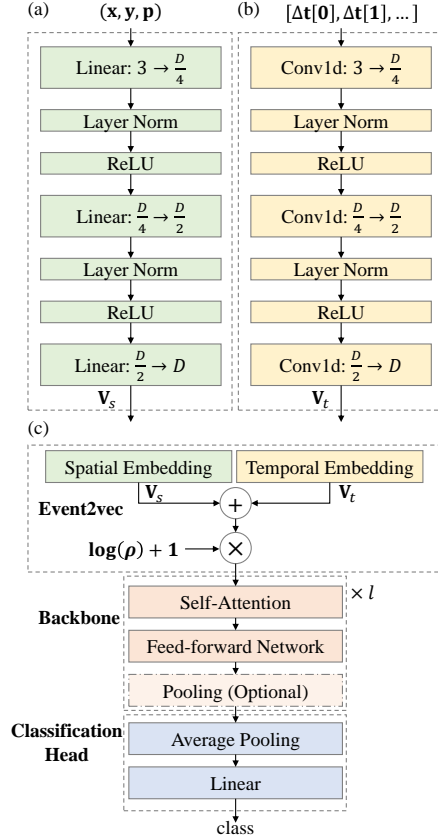 (a)
(x, y, p)
Linear: 3 → D/4
Layer Norm
ReLU
Linear: D/4 → D/2
Layer Norm
ReLU
Linear: D/2 → D
V_s
(b)
[Δt[0], Δt[1], ...]
Conv1d: 3 → D/4
Layer Norm
ReLU
Conv1d: D/4 → D/2
Layer Norm
ReLU
Conv1d: D/2 → D
V_t
(c)
Spatial Embedding
Temporal Embedding
V_s
V_t
Event2vec
+
log(ρ) + 1
×
× l
Backbone
Self-Attention
Feed-forward Network
Pooling (Optional)
Classification
Head
Average Pooling
Linear
class